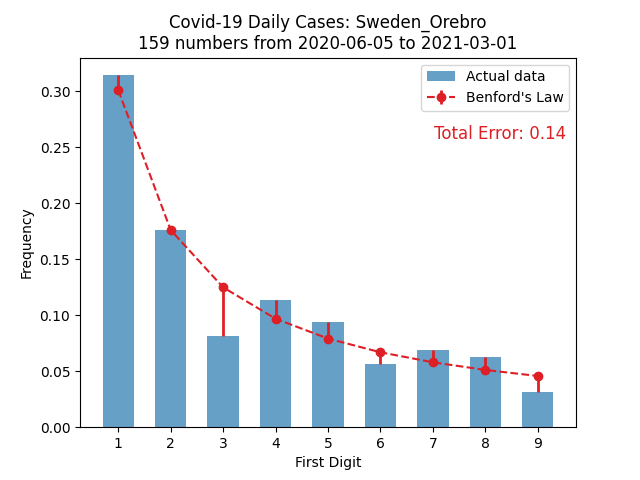 Covid-19 Daily Cases: Sweden_Orebro
159 numbers from 2020-06-05 to 2021-03-01
Actual data
Benford's Law
Total Error: 0.14
Frequency
0.30
0.25
0.20
0.15
0.10
0.05
0.00
1 2 3 4 5 6 7 8 9
First Digit